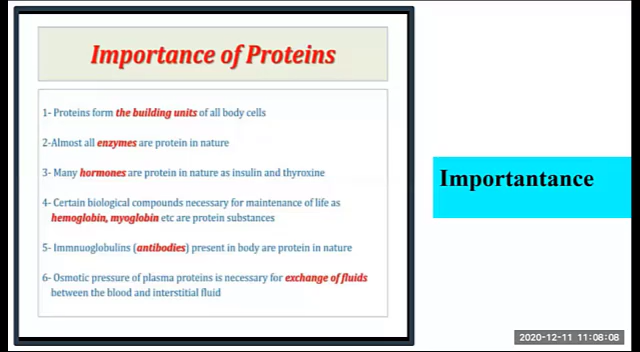 Importance of Proteins
1- Proteins form the building units of all body cells
2-Almost all enzymes are protein in nature
3- Many hormones are protein in nature as insulin and thyroxine
4- Certain biological compounds necessary for maintenance of life as
hemoglobin, myoglobin etc are protein substances
5- Immnuoglobulins (antibodies) present in body are protein in nature
6- Osmotic pressure of plasma proteins is necessary for exchange of fluids
between the blood and interstitial fluid
Importantance
2020-12-11 11:08:08